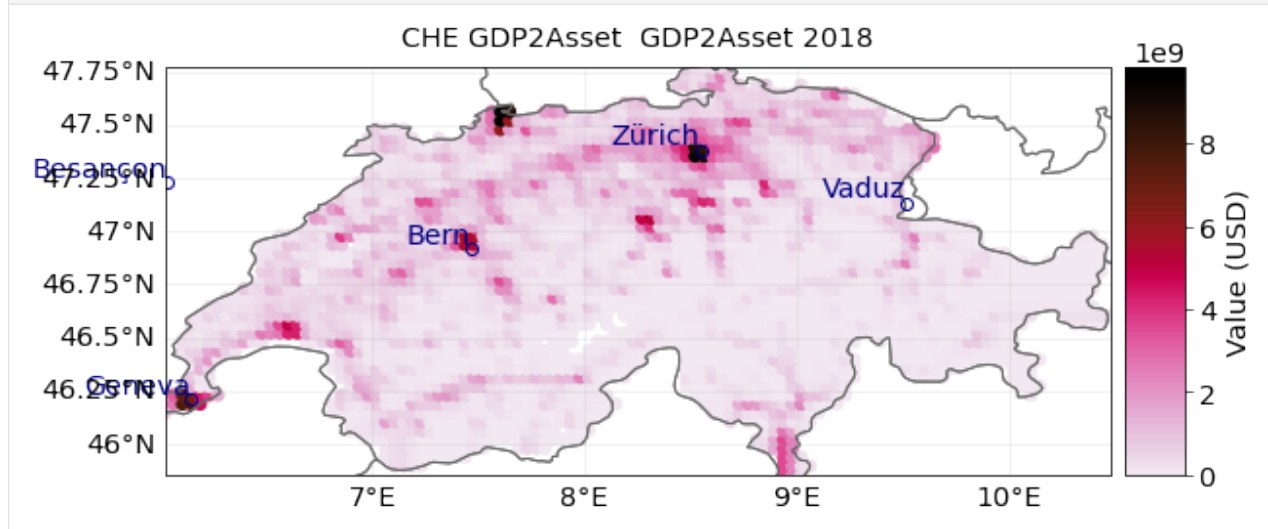 CHE GDP2Asset  GDP2Asset 2018
1e9
47.75°N
47.5°N
Zürich
8
Besançon
47.25°N
Vaduz
47°N
Bern
6
46.75°N
4
Value (USD)
46.5°N
Geneva
46.25°N
2
46°N
0
7°E
8°E
9°E
10°E